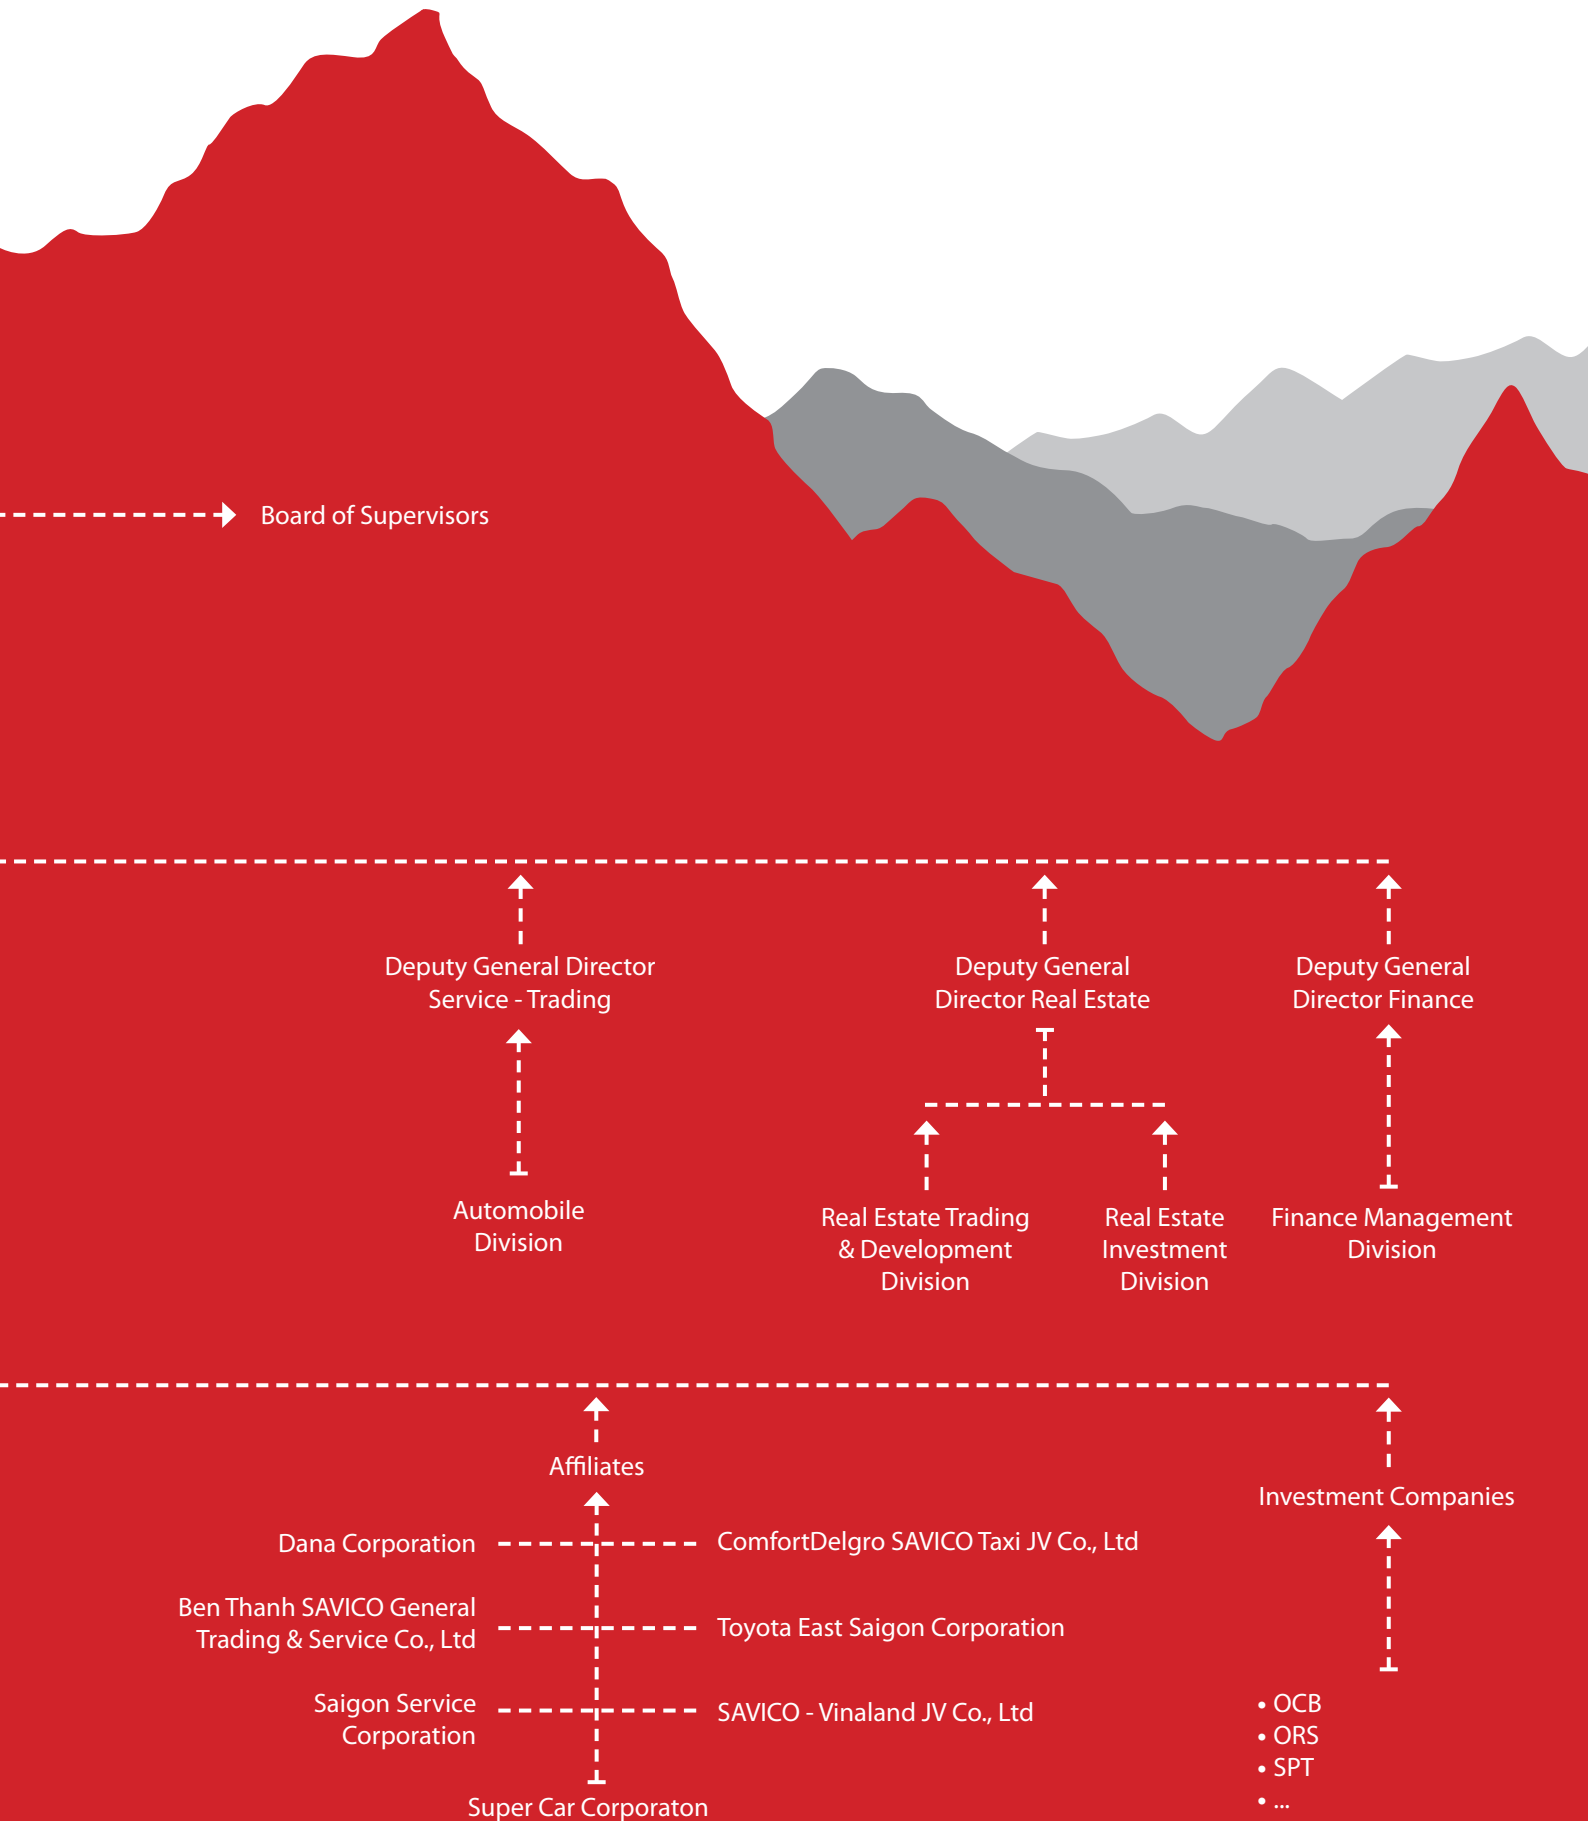 Board of Supervisors
Deputy General Director
Service - Trading
Deputy General
Director Real Estate
Deputy General
Director Finance
Automobile
Division
Real Estate Trading
& Development
Division
Real Estate
Investment
Division
Finance Management
Division
Affiliates
Investment Companies
Dana Corporation
ComfortDelgro SAVICO Taxi JV Co., Ltd
Ben Thanh SAVICO General
Trading & Service Co., Ltd
Toyota East Saigon Corporation
Saigon Service
Corporation
SAVICO - Vinaland JV Co., Ltd
Super Car Corporaton
• OCB
• ORS
• SPT
• ...